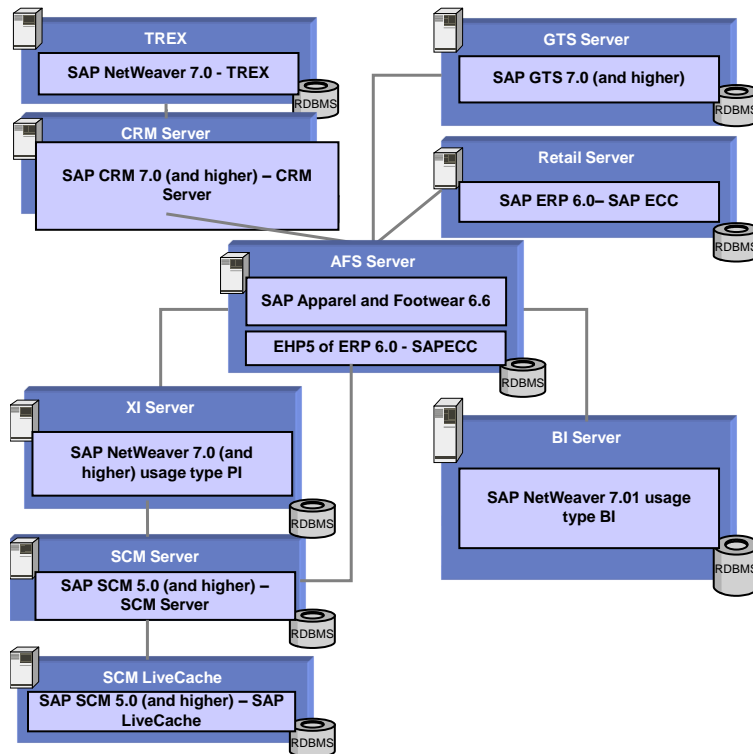 TREX
SAP NetWeaver 7.0 - TREX
RDBMS
CRM Server
SAP CRM 7.0 (and higher) – CRM
Server
GTS Server
SAP GTS 7.0 (and higher)
RDBMS
Retail Server
SAP ERP 6.0– SAP ECC
RDBMS
AFS Server
SAP Apparel and Footwear 6.6
EHP5 of ERP 6.0 - SAPECC
RDBMS
XI Server
SAP NetWeaver 7.0 (and
higher) usage type PI
RDBMS
BI Server
SAP NetWeaver 7.01 usage
type BI
RDBMS
SCM Server
SAP SCM 5.0 (and higher) –
SCM Server
RDBMS
SCM LiveCache
SAP SCM 5.0 (and higher) – SAP
LiveCache
RDBMS